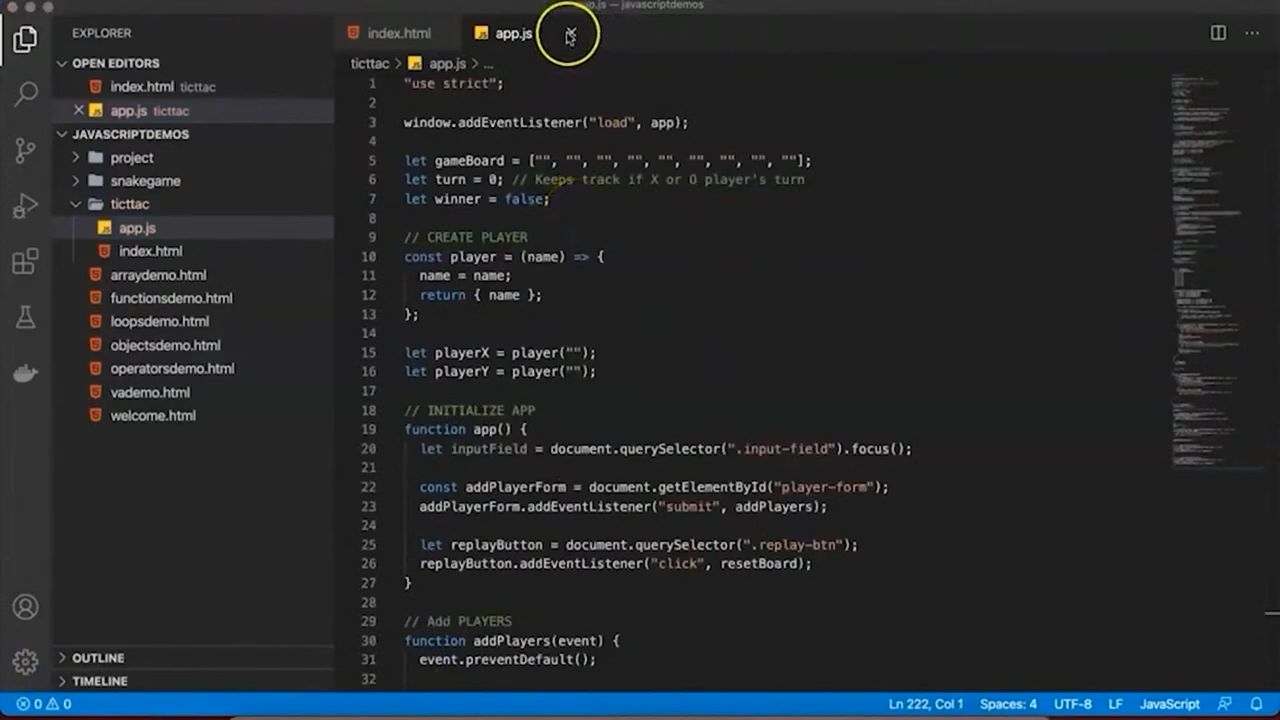 javascriptdemos
EXPLORER
OPEN EDITORS
index.html tictac
app.js tictac
JAVASCRIPTDEMOS
project
snakegame
ticttac
app.js
index.html
arraydemo.html
functionsdemo.html
loopsdemo.html
objectsdemo.html
operatorsdemo.html
vademo.html
welcome.html
OUTLINE
TIMELINE
index.html
app.js
ticttac > app.js > ...
1 "use strict";
2
3 window.addEventListener("load", app);
4
5 let gameBoard = ["", "", "", "", "", "", "", "", ""];
6 let turn = 0; // Keeps track if X or O player's turn
7 let winner = false;
8
9 // CREATE PLAYER
10 const player = (name) => {
11 name = name;
12 return { name };
13 };
14
15 let playerX = player("");
16 let playerY = player("");
17
18 // INITIALIZE APP
19 function app() {
20 let inputField = document.querySelector(".input-field").focus();
21
22 const addPlayerForm = document.getElementById("player-form");
23 addPlayerForm.addEventListener("submit", addPlayers);
24
25 let replayButton = document.querySelector(".replay-btn");
26 replayButton.addEventListener("click", resetBoard);
27 }
28
29 // Add PLAYERS
30 function addPlayers(event) {
31 event.preventDefault();
32
0 0 Ln 222, Col 1 Spaces: 4 UTF-8 LF JavaScript